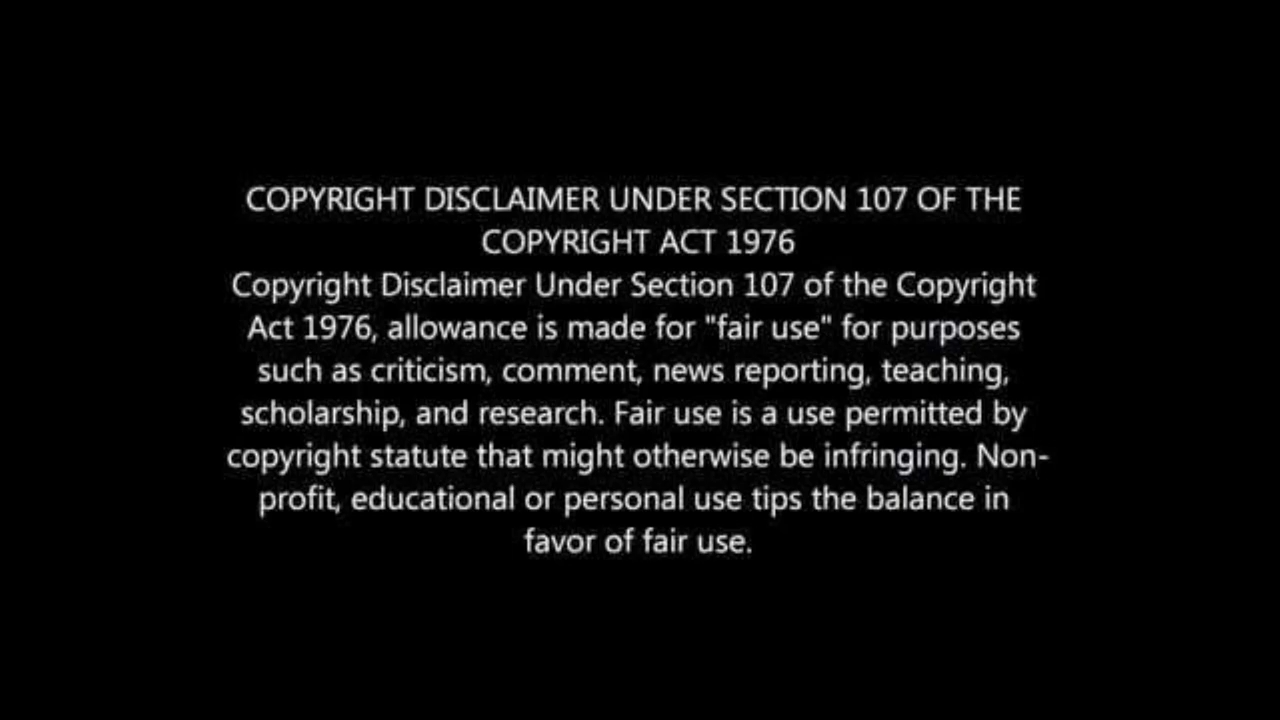 COPYRIGHT DISCLAIMER UNDER SECTION 107 OF THE
COPYRIGHT ACT 1976
Copyright Disclaimer Under Section 107 of the Copyright
Act 1976, allowance is made for "fair use" for purposes
such as criticism, comment, news reporting, teaching,
scholarship, and research. Fair use is a use permitted by
copyright statute that might otherwise be infringing. Non-
profit, educational or personal use tips the balance in
favor of fair use.